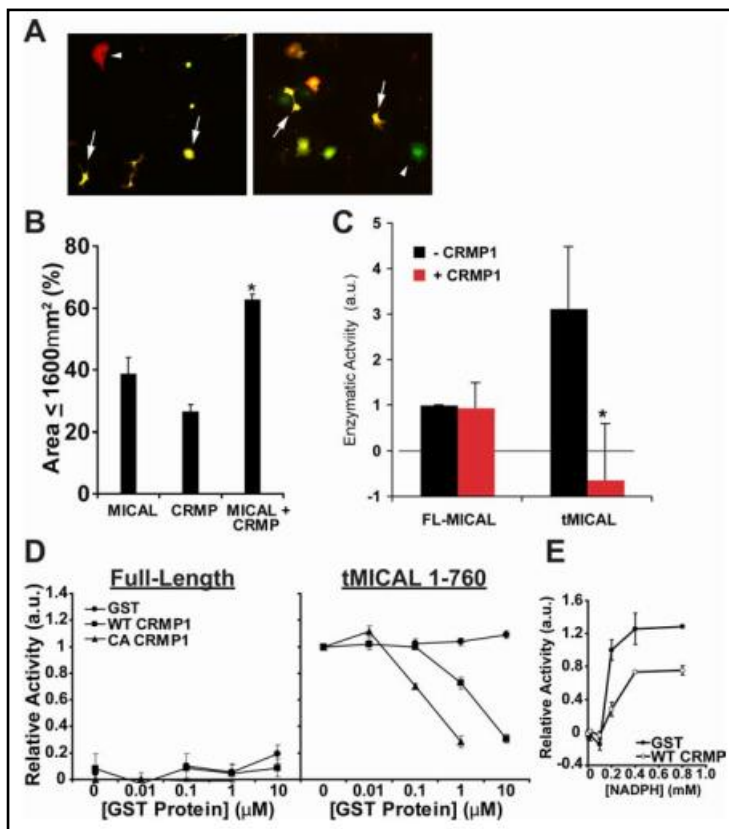 A
B
80
60
40
20
0
Area ≤ 1600mm² (%)
*
MICAL
CRMP
MICAL +
CRMP
C
- CRMP1
+ CRMP1
5
4
3
2
1
0
-1
Enzymatic Actviity (a.u.)
*
FL-MICAL
tMICAL
D
Full-Length
tMICAL 1-760
GST
WT CRMP1
CA CRMP1
1.4
1.2
1
0.8
0.6
0.4
0.2
0
Relative Activity (a.u.)
0 0.01 0.1 1 10
0 0.01 0.1 1 10
[GST Protein] (µM)
[GST Protein] (µM)
E
1.6
1.2
0.8
0.4
0
-0.4
Relative Activity (a.u.)
GST
WT CRMP
0.0 0.2 0.4 0.6 0.8 1.0
[NADPH] (mM)